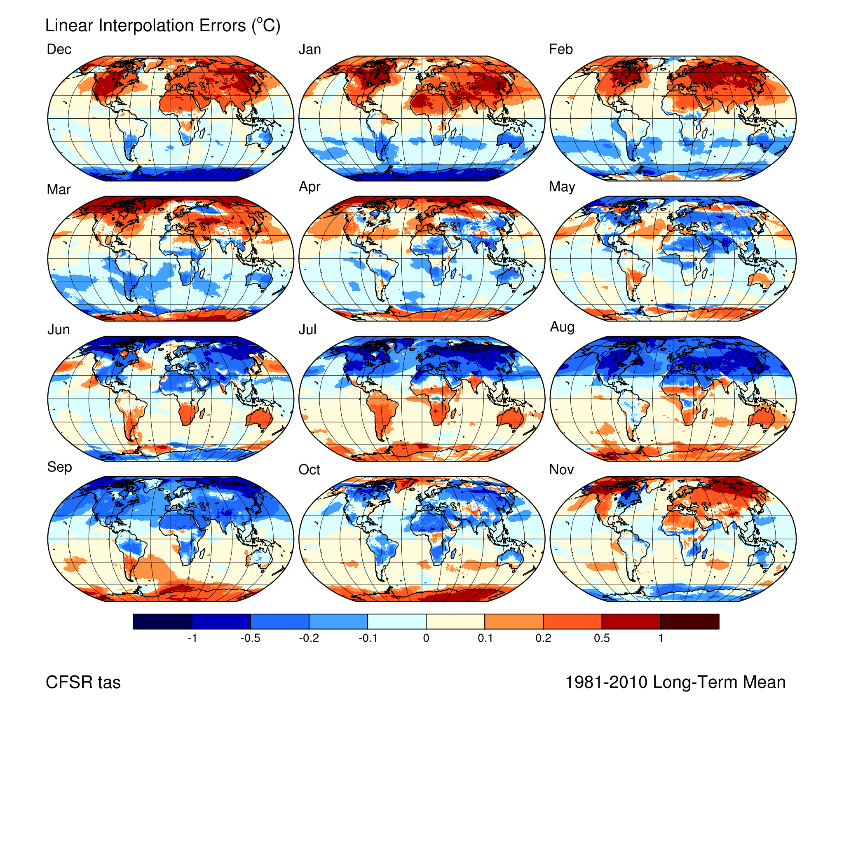 Linear Interpolation Errors (°C)
Dec
Jan
Feb
Mar
Apr
May
Jun
Jul
Aug
Sep
Oct
Nov
-1 -0.5 -0.2 -0.1 0 0.1 0.2 0.5 1
CFSR tas 1981-2010 Long-Term Mean